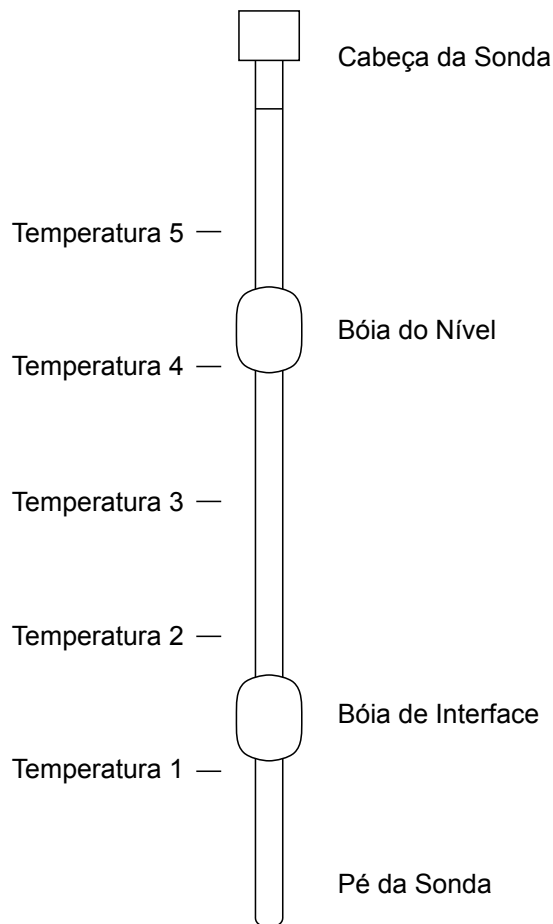 Cabeça da Sonda
Temperatura 5
Bóia do Nível
Temperatura 4
Temperatura 3
Temperatura 2
Bóia de Interface
Temperatura 1
Pé da Sonda